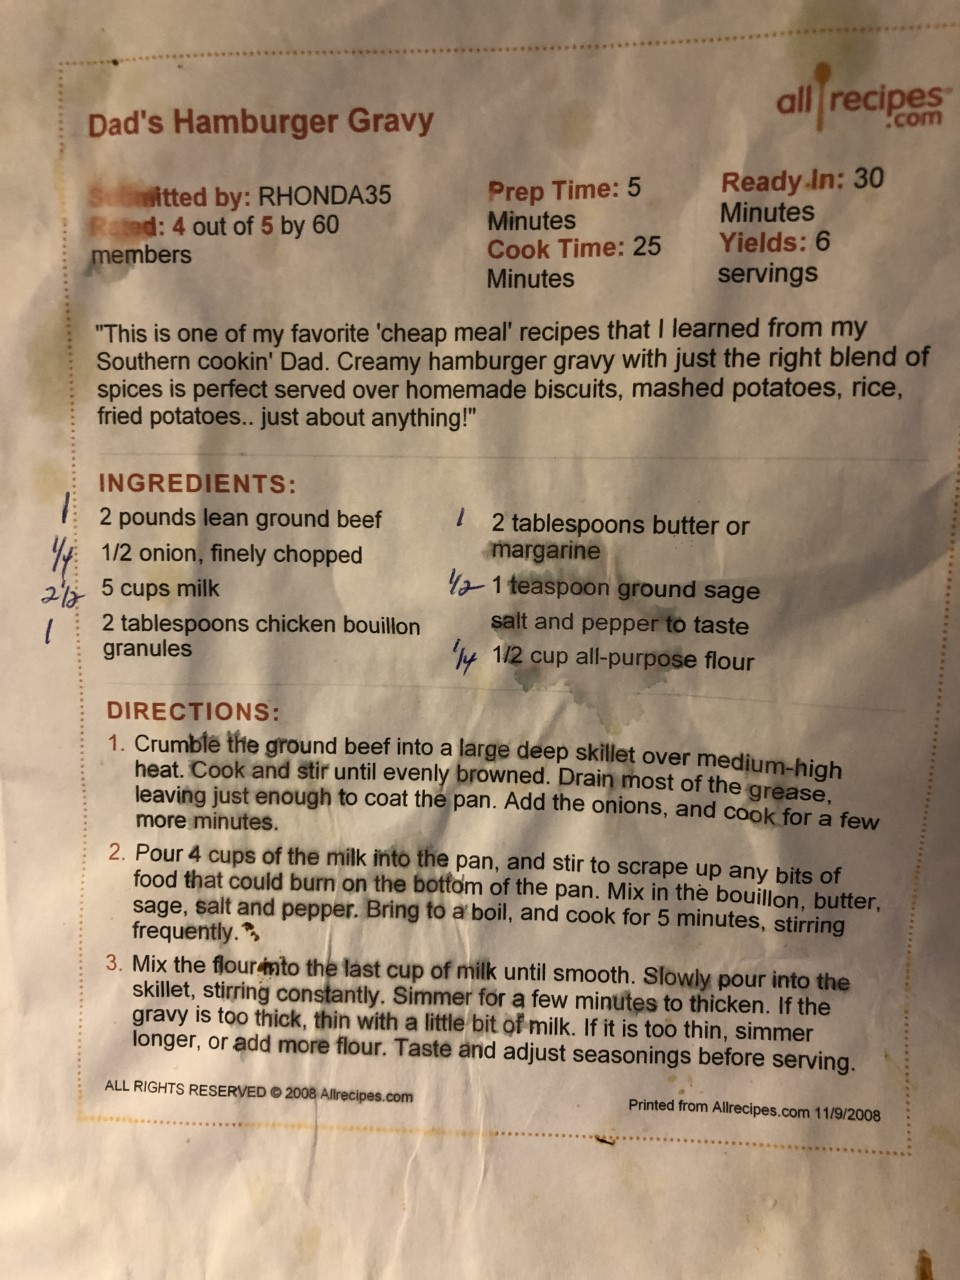 all recipes
.com
Dad's Hamburger Gravy
Submitted by: RHONDA35
Rated: 4 out of 5 by 60
members
Prep Time: 5
Minutes
Cook Time: 25
Minutes
Ready In: 30
Minutes
Yields: 6
servings
"This is one of my favorite 'cheap meal' recipes that I learned from my
Southern cookin' Dad. Creamy hamburger gravy with just the right blend of
spices is perfect served over homemade biscuits, mashed potatoes, rice,
fried potatoes.. just about anything!"
INGREDIENTS:
1 2 pounds lean ground beef
1/4 1/2 onion, finely chopped
2 1/2 5 cups milk
1 2 tablespoons chicken bouillon
granules
1 2 tablespoons butter or
margarine
1/2 1 teaspoon ground sage
salt and pepper to taste
1/4 1/2 cup all-purpose flour
DIRECTIONS:
1. Crumble the ground beef into a large deep skillet over medium-high
heat. Cook and stir until evenly browned. Drain most of the grease,
leaving just enough to coat the pan. Add the onions, and cook for a few
more minutes.
2. Pour 4 cups of the milk into the pan, and stir to scrape up any bits of
food that could burn on the bottom of the pan. Mix in the bouillon, butter,
sage, salt and pepper. Bring to a boil, and cook for 5 minutes, stirring
frequently.
3. Mix the flour into the last cup of milk until smooth. Slowly pour into the
skillet, stirring constantly. Simmer for a few minutes to thicken. If the
gravy is too thick, thin with a little bit of milk. If it is too thin, simmer
longer, or add more flour. Taste and adjust seasonings before serving.
ALL RIGHTS RESERVED © 2008 Allrecipes.com
Printed from Allrecipes.com 11/9/2008